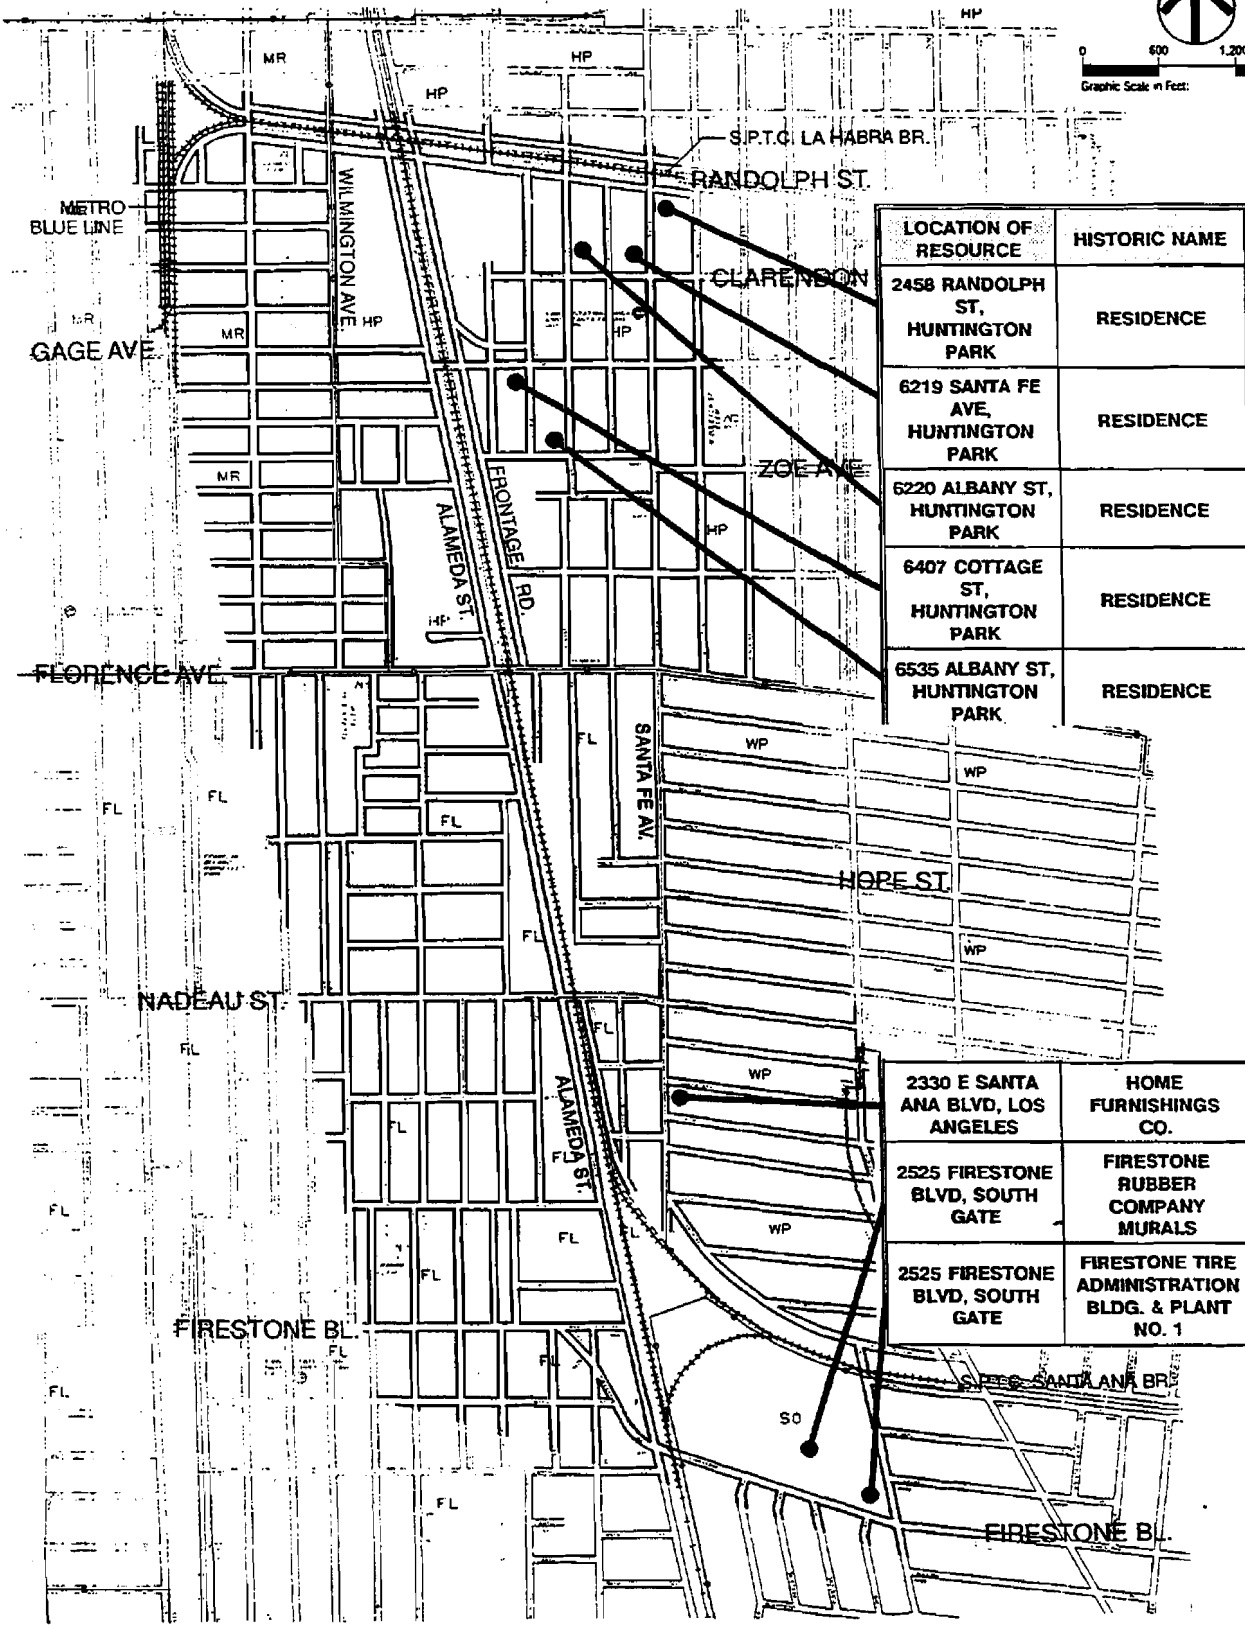 HP
0 600 1,200
Graphic Scale in Feet:
MR
HP
HP
S.P.T.C. LA HABRA BR.
RANDOLPH ST.
METRO
BLUE LINE
WILMINGTON AVE
CLARENDON
MR
MR
HP
HP
GAGE AVE.
ZOE AVE
MR
FRONTAGE RD.
ALAMEDA ST.
HP
HP
FLORENCE AVE.
LOCATION OF RESOURCE
HISTORIC NAME
2458 RANDOLPH
ST,
HUNTINGTON
PARK
RESIDENCE
6219 SANTA FE
AVE,
HUNTINGTON
PARK
RESIDENCE
6220 ALBANY ST,
HUNTINGTON
PARK
RESIDENCE
6407 COTTAGE
ST,
HUNTINGTON
PARK
RESIDENCE
6535 ALBANY ST,
HUNTINGTON
PARK
RESIDENCE
FL
SANTA FE AV.
WP
WP
FL
FL
FL
HOPE ST.
FL
WP
NADEAU ST.
FL
FL
WP
ALAMEDA ST.
FL
FL
2330 E SANTA
ANA BLVD, LOS
ANGELES
HOME
FURNISHINGS
CO.
2525 FIRESTONE
BLVD, SOUTH
GATE
FIRESTONE
RUBBER
COMPANY
MURALS
2525 FIRESTONE
BLVD, SOUTH
GATE
FIRESTONE TIRE
ADMINISTRATION
BLDG. & PLANT
NO. 1
FL
WP
FL
FL
FL
FIRESTONE BL.
FL
FL
FL
S.P.T.C. SANTA ANA BR.
SO
FL
FIRESTONE BL.